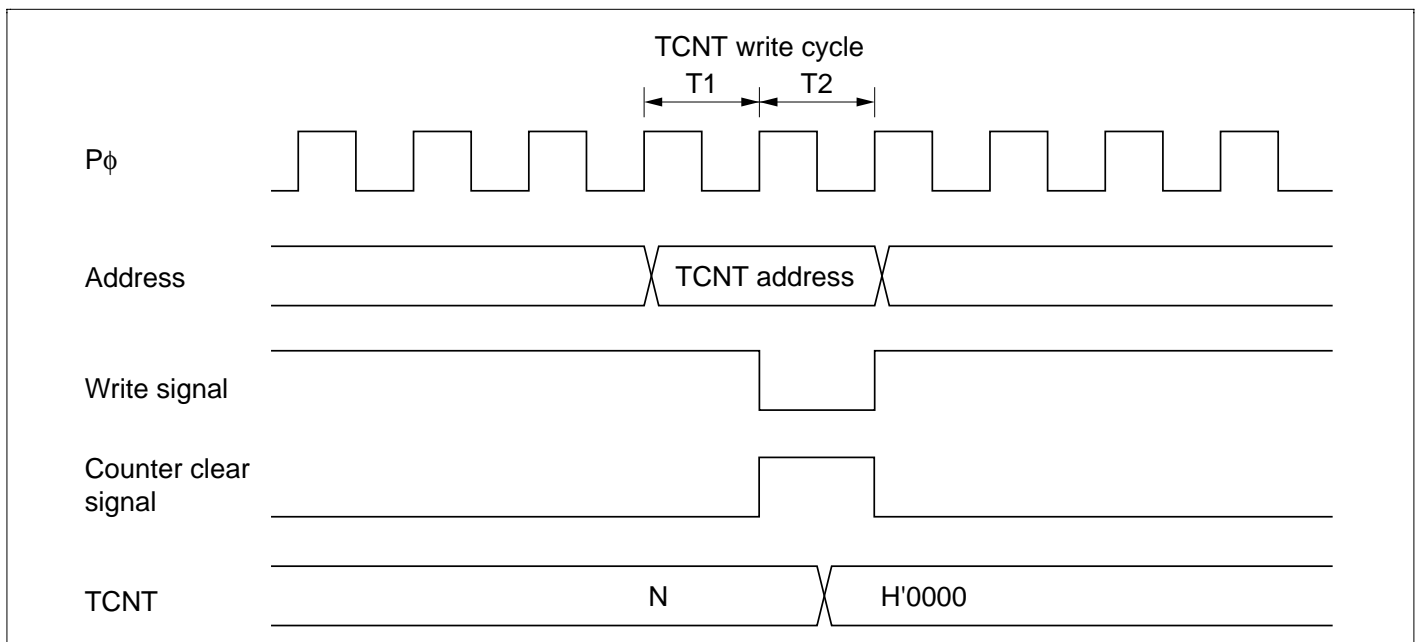 TCNT write cycle
T1 T2
Pϕ
Address
TCNT address
Write signal
Counter clear
signal
TCNT
N
H'0000